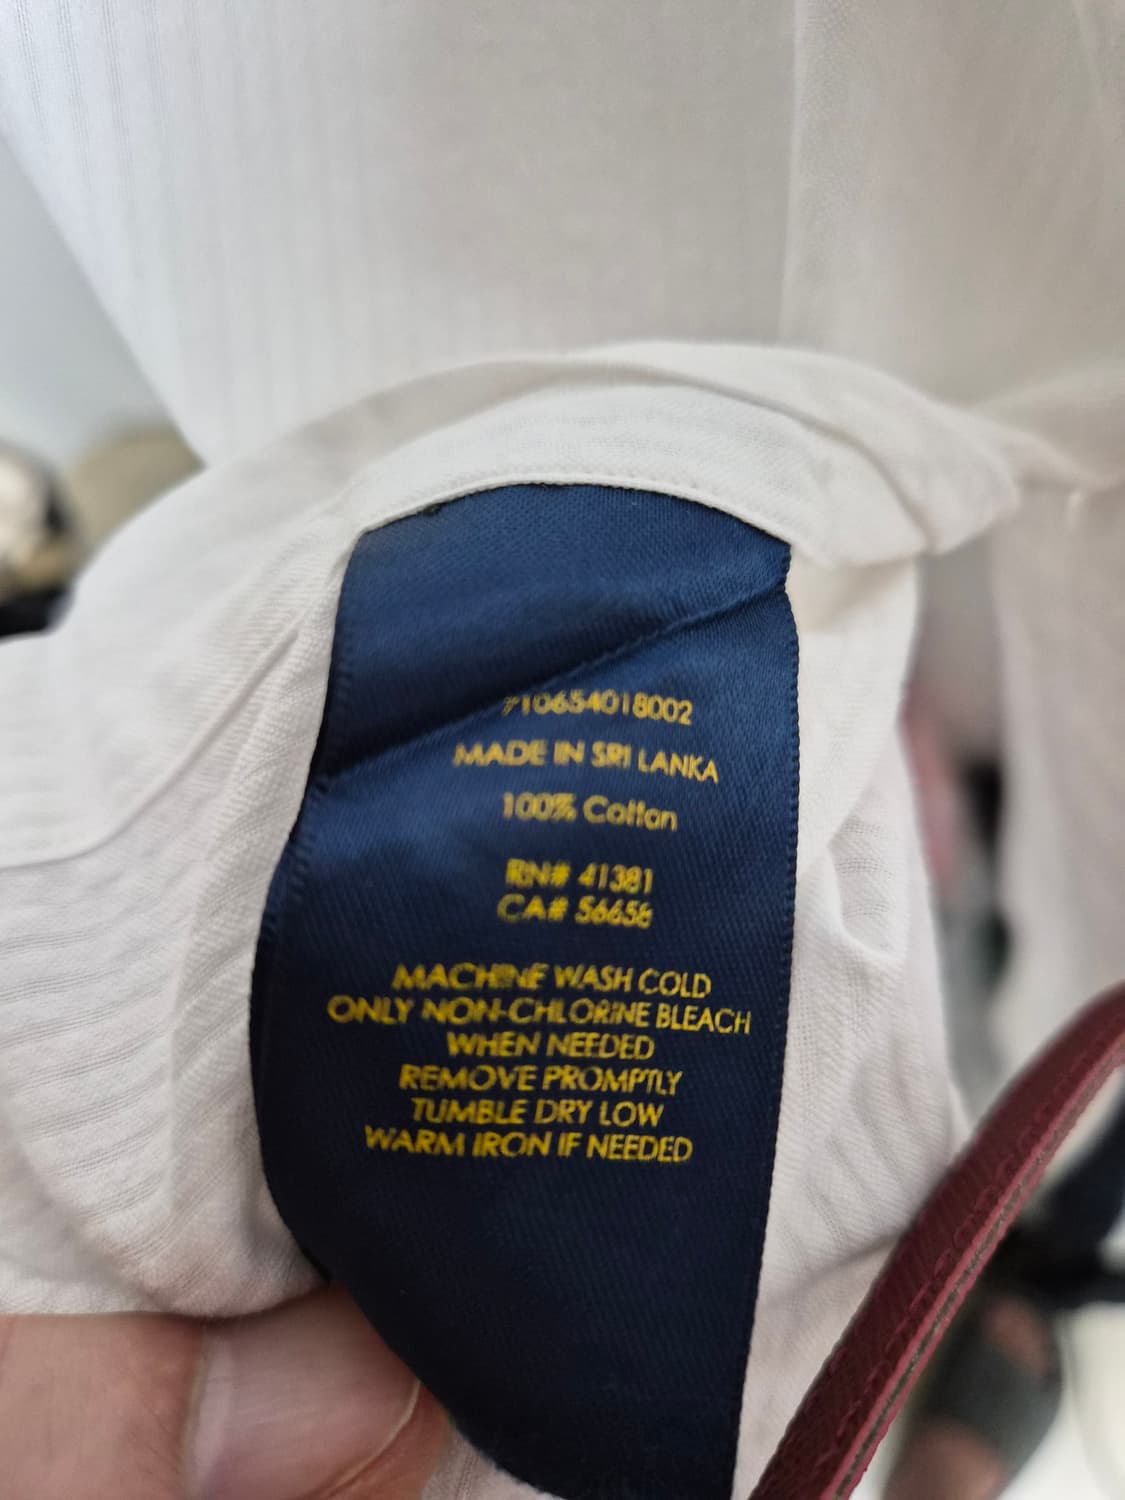 710654018002
MADE IN SRI LANKA
100% Cotton
RN# 41381
CA# 56656
MACHINE WASH COLD
ONLY NON-CHLORINE BLEACH
WHEN NEEDED
REMOVE PROMPTLY
TUMBLE DRY LOW
WARM IRON IF NEEDED